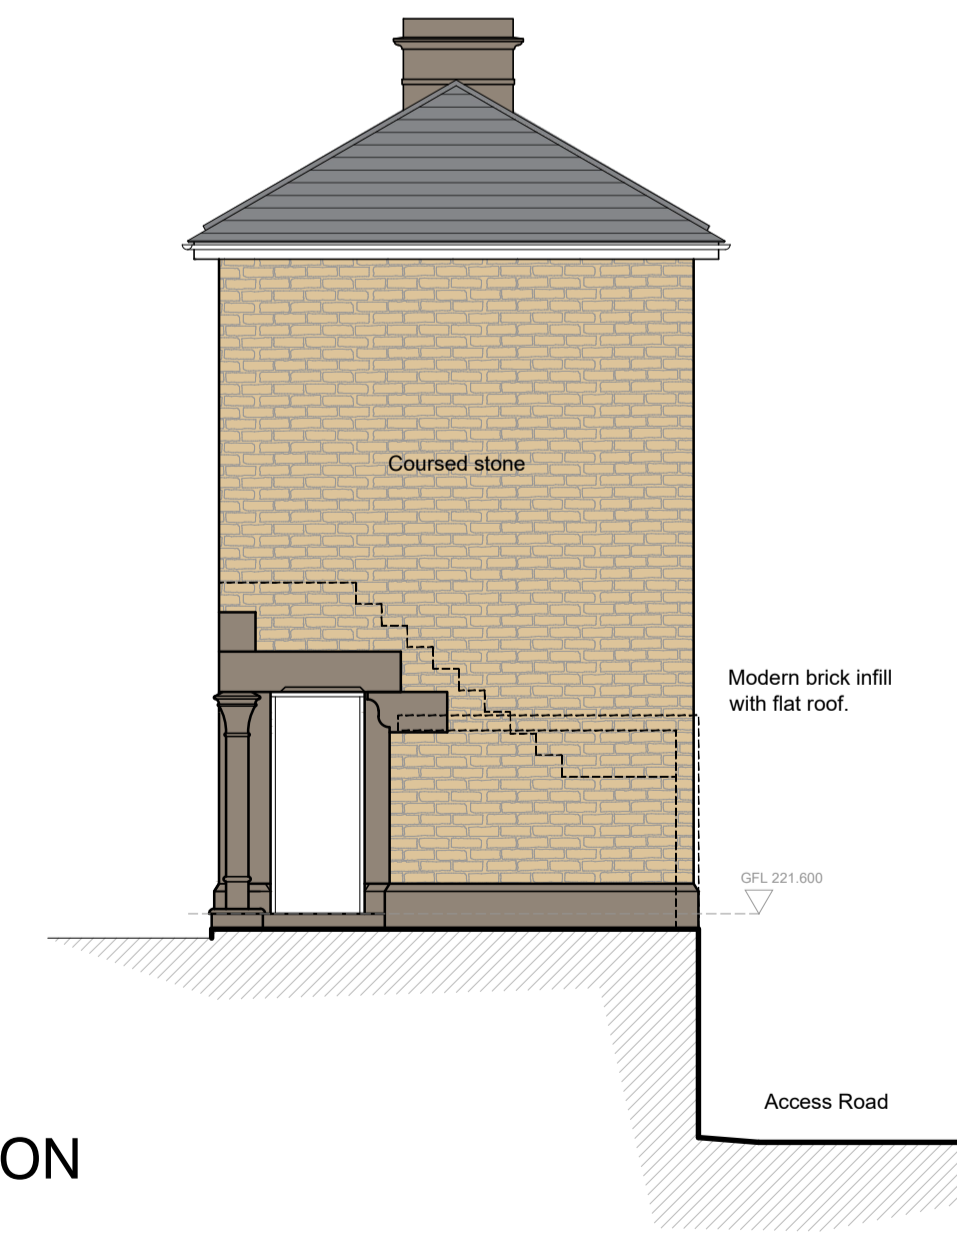 Coursed stone
Modern brick infill
with flat roof.
GFL 221.600
Access Road
ON